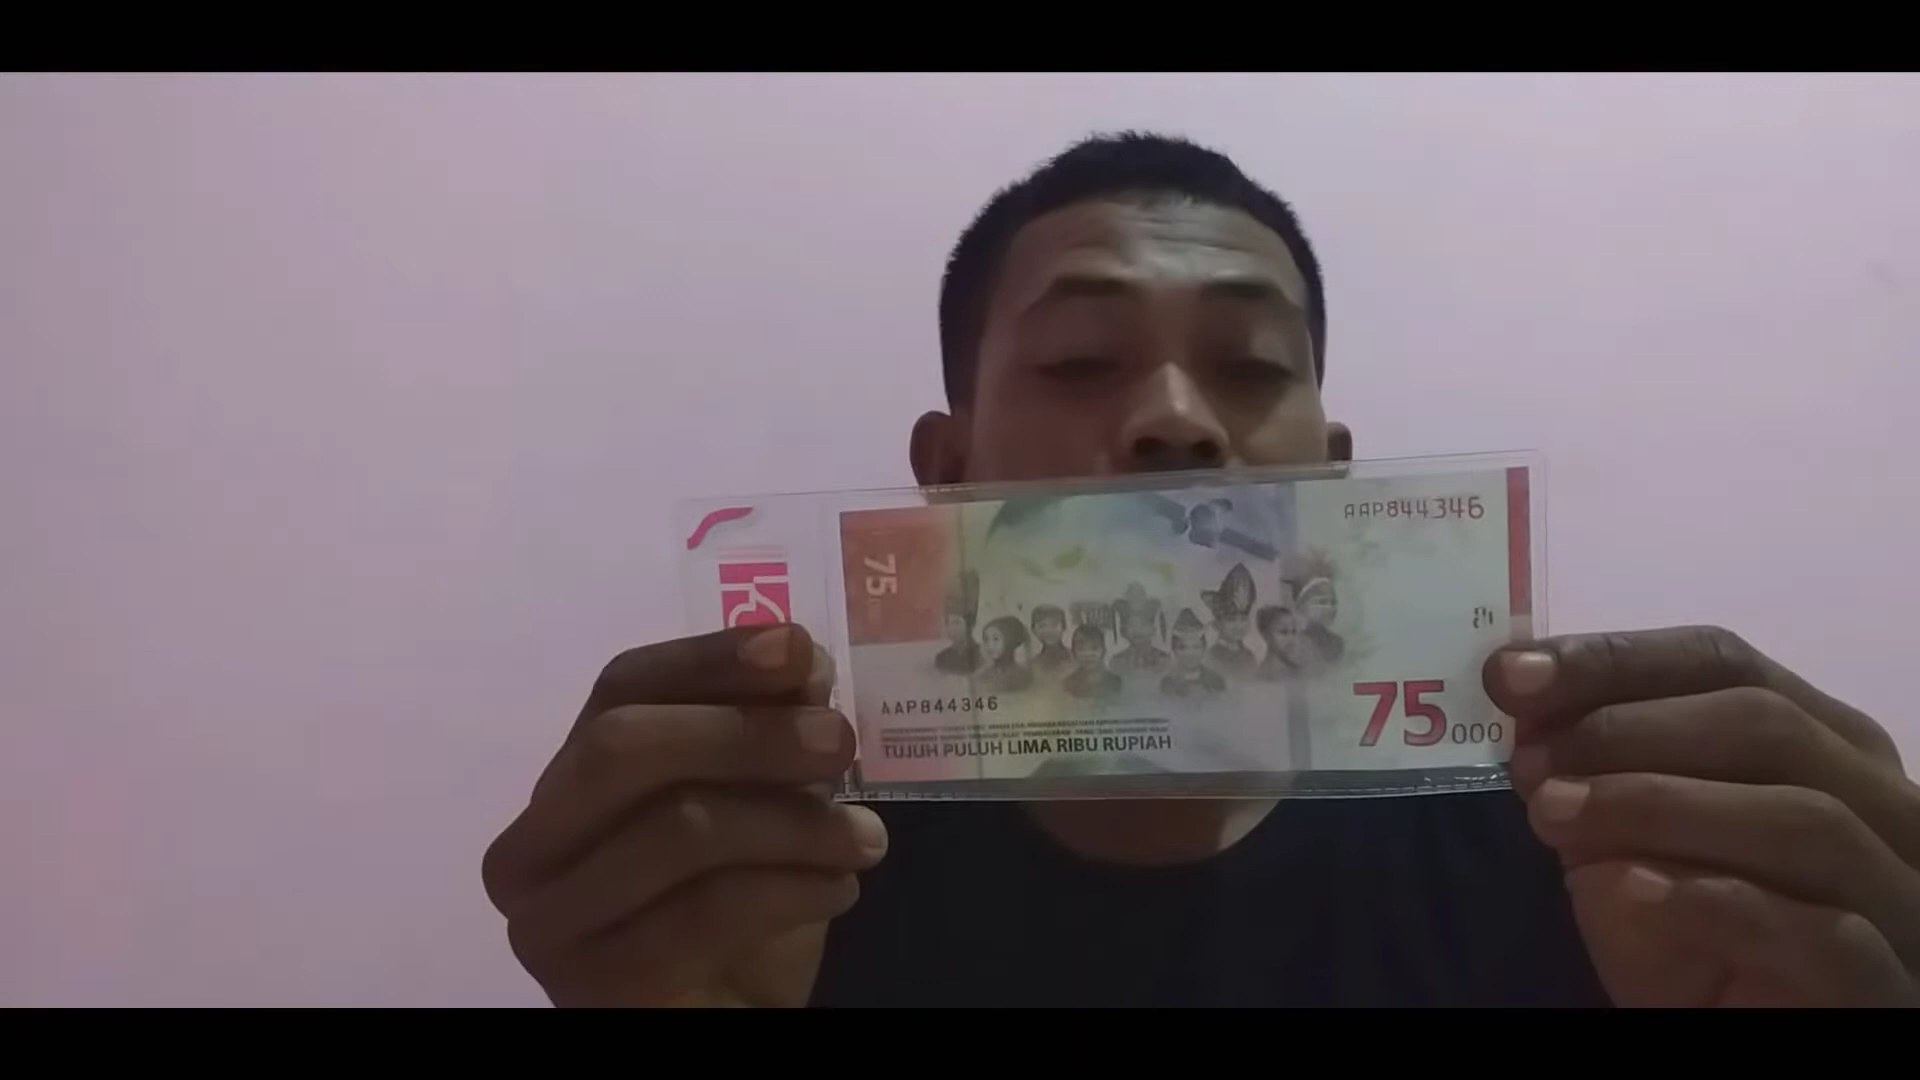 AAP844346
75
AAP844346
TUJUH PULUH LIMA RIBU RUPIAH
75000